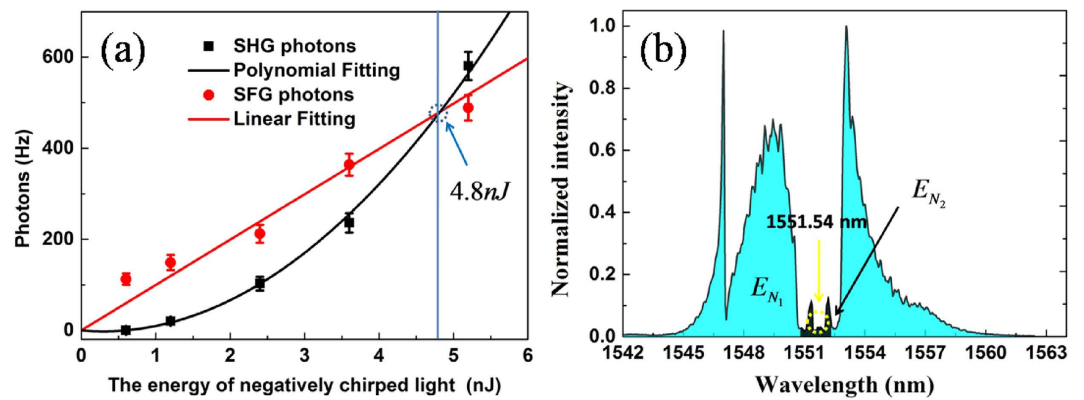 (a)
SHG photons
Polynomial Fitting
SFG photons
Linear Fitting
4.8nJ
Photons (Hz)
600
400
200
0
0 1 2 3 4 5 6
The energy of negatively chirped light (nJ)
(b)
Normalized intensity
1.0
0.8
0.6
0.4
0.2
0.0
E_{N_2}
1551.54 nm
E_{N_1}
1542 1545 1548 1551 1554 1557 1560 1563
Wavelength (nm)